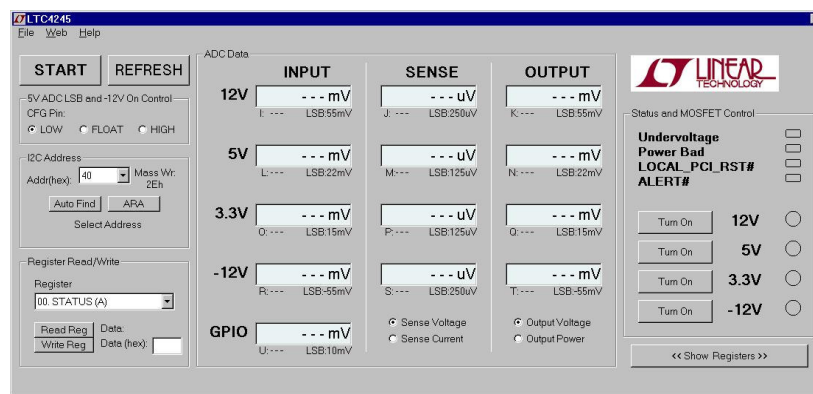 LTC4245
File Web Help
START REFRESH
5V ADC LSB and -12V On Control
CFG Pin:
LOW FLOAT HIGH
I2C Address
Addr(hex): 40 Mass Wr: 2Eh
Auto Find ARA
Select Address
Register Read/Write
Register
00. STATUS (A)
Read Reg Data:
Write Reg Data (hex):
ADC Data
INPUT SENSE OUTPUT
12V - - - mV - - - uV - - - mV
I: - - - LSB:55mV J: - - - LSB:250uV K: - - - LSB:55mV
5V - - - mV - - - uV - - - mV
L: - - - LSB:22mV M: - - - LSB:125uV N: - - - LSB:22mV
3.3V - - - mV - - - uV - - - mV
O: - - - LSB:15mV P: - - - LSB:125uV Q: - - - LSB:15mV
-12V - - - mV - - - uV - - - mV
R: - - - LSB:-55mV S: - - - LSB:250uV T: - - - LSB:-55mV
GPIO - - - mV
U: - - - LSB:10mV
Sense Voltage Output Voltage
Sense Current Output Power
LINEAR
TECHNOLOGY
Status and MOSFET Control
Undervoltage
Power Bad
LOCAL_PCI_RST#
ALERT#
Turn On 12V
Turn On 5V
Turn On 3.3V
Turn On -12V
<< Show Registers >>